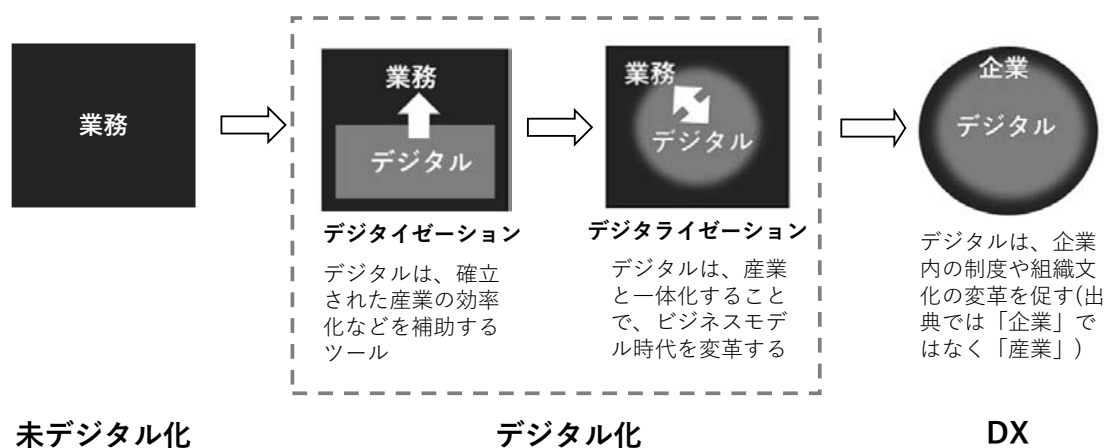 業務
業務
デジタル
業務
デジタル
企業
デジタル
デジタイゼーション
デジタルは、確立
された産業の効率
化などを補助する
ツール
デジタライゼーション
デジタルは、産業
と一体化すること
で、ビジネスモデ
ル時代を変革する
デジタルは、企業
内の制度や組織文
化の変革を促す(出
典では「企業」で
はなく「産業」)
未デジタル化
デジタル化
DX